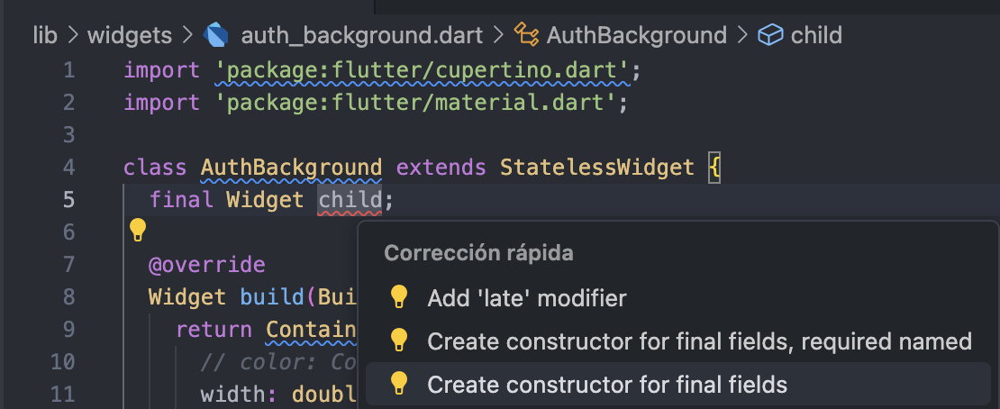 lib > widgets > auth_background.dart > AuthBackground > child
1 import 'package:flutter/cupertino.dart';
2 import 'package:flutter/material.dart';
3
4 class AuthBackground extends StatelessWidget {
5 final Widget child;
6
7 @override
8 Widget build(Bui
9 return Contain
10 // color: Co
11 width: doubl
Corrección rápida
Add 'late' modifier
Create constructor for final fields, required named
Create constructor for final fields